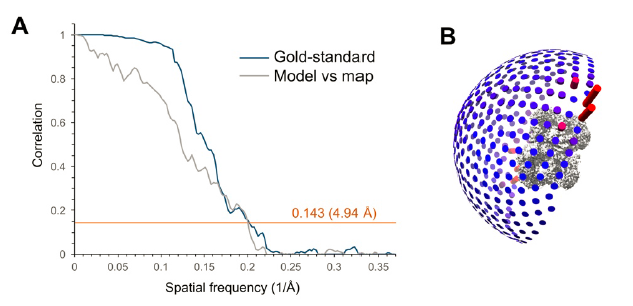 A
B
Correlation
1
0.8
0.6
0.4
0.2
0
Gold-standard
Model vs map
0.143 (4.94 Å)
0 0.05 0.1 0.15 0.2 0.25 0.3 0.35
Spatial frequency (1/Å)